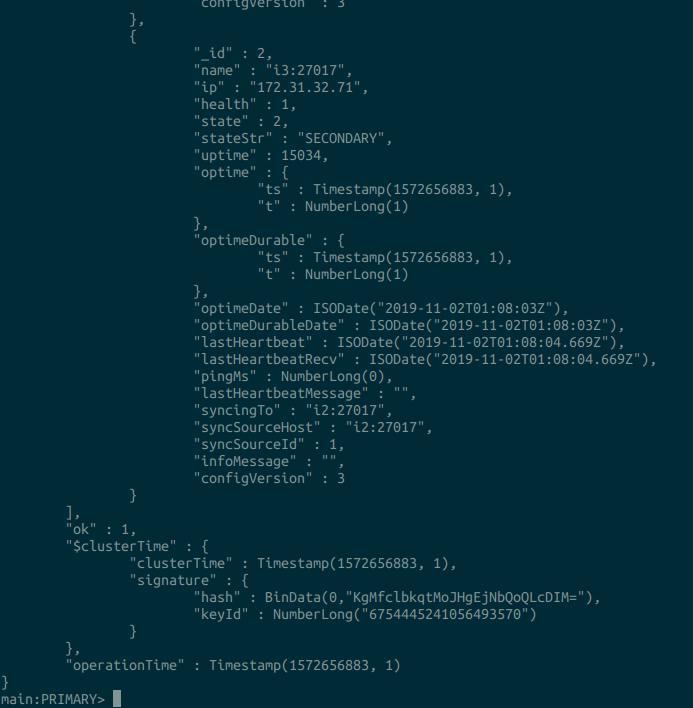 "configVersion" : 3
},
{
"_id" : 2,
"name" : "i3:27017",
"ip" : "172.31.32.71",
"health" : 1,
"state" : 2,
"stateStr" : "SECONDARY",
"uptime" : 15034,
"optime" : {
"ts" : Timestamp(1572656883, 1),
"t" : NumberLong(1)
},
"optimeDurable" : {
"ts" : Timestamp(1572656883, 1),
"t" : NumberLong(1)
},
"optimeDate" : ISODate("2019-11-02T01:08:03Z"),
"optimeDurableDate" : ISODate("2019-11-02T01:08:03Z"),
"lastHeartbeat" : ISODate("2019-11-02T01:08:04.669Z"),
"lastHeartbeatRecv" : ISODate("2019-11-02T01:08:04.669Z"),
"pingMs" : NumberLong(0),
"lastHeartbeatMessage" : "",
"syncingTo" : "i2:27017",
"syncSourceHost" : "i2:27017",
"syncSourceId" : 1,
"infoMessage" : "",
"configVersion" : 3
}
],
"ok" : 1,
"$clusterTime" : {
"clusterTime" : Timestamp(1572656883, 1),
"signature" : {
"hash" : BinData(0,"KgMfclbkqtMoJHgEjNbQoQLcDIM="),
"keyId" : NumberLong("6754445241056493570")
}
},
"operationTime" : Timestamp(1572656883, 1)
}
main:PRIMARY>